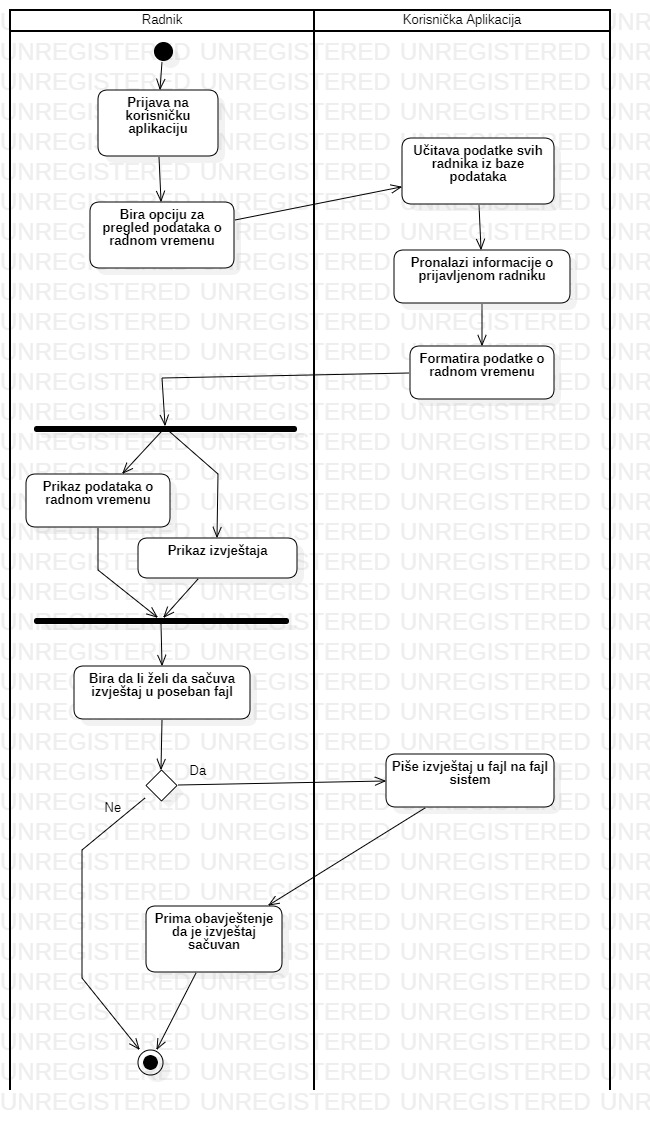 Radnik
Korisnička Aplikacija
Prijava na
korisničku
aplikaciju
Učitava podatke svih
radnika iz baze
podataka
Bira opciju za
pregled podataka o
radnom vremenu
Pronalazi informacije o
prijavljenom radniku
Formatira podatke o
radnom vremenu
Prikaz podataka o
radnom vremenu
Prikaz izvještaja
Bira da li želi da sačuva
izvještaj u poseban fajl
Da
Piše izvještaj u fajl na fajl
sistem
Ne
Prima obavještenje
da je izvještaj
sačuvan
UNREGISTERED UNREGISTERED UNREGISTERED UNR